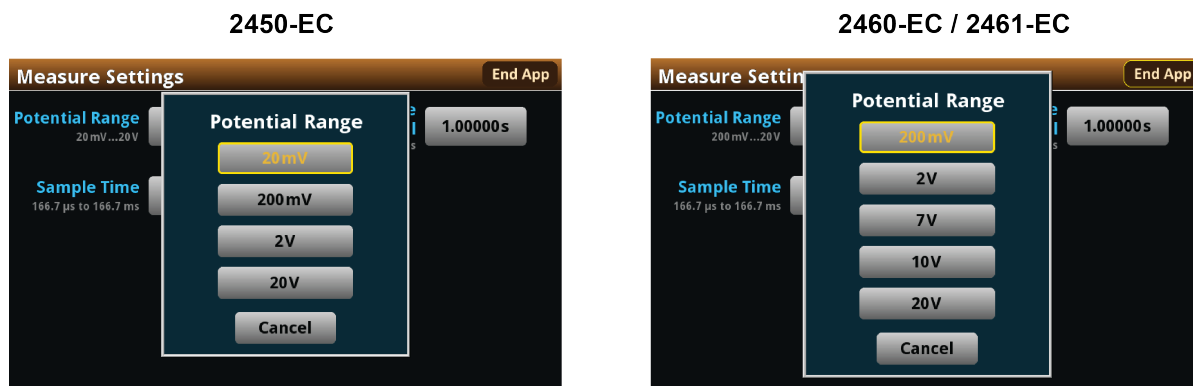 2450-EC
2460-EC / 2461-EC
Measure Settings
End App
Potential Range
20mV...20V
Sample Time
166.7 µs to 166.7 ms
Potential Range
20mV
200mV
2V
20V
Cancel
e
l
s
1.00000s
Measure Settin
End App
Potential Range
200mV...20V
Sample Time
166.7 µs to 166.7 ms
Potential Range
200mV
2V
7V
10V
20V
Cancel
e
l
s
1.00000s